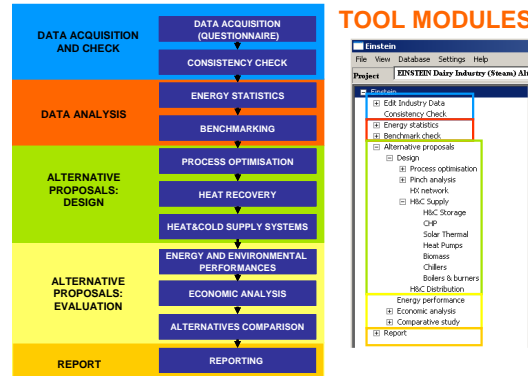 TOOL MODULES
DATA ACQUISITION
AND CHECK
DATA ACQUISITION
(QUESTIONNAIRE)
CONSISTENCY CHECK
DATA ANALYSIS
ENERGY STATISTICS
BENCHMARKING
ALTERNATIVE
PROPOSALS:
DESIGN
PROCESS OPTIMISATION
HEAT RECOVERY
HEAT&COLD SUPPLY SYSTEMS
ALTERNATIVE
PROPOSALS:
EVALUATION
ENERGY AND ENVIRONMENTAL
PERFORMANCES
ECONOMIC ANALYSIS
ALTERNATIVES COMPARISON
REPORT
REPORTING
Einstein
File View Database Settings Help
Project EINSTEIN Dairy Industry (Steam)
Einstein
Edit Industry Data
Consistency Check
Energy statistics
Benchmark check
Alternative proposals
Design
Process optimisation
Pinch analysis
HX network
H&C Supply
H&C Storage
CHP
Solar Thermal
Heat Pumps
Biomass
Chillers
Boilers & burners
H&C Distribution
Energy performance
Economic analysis
Comparative study
Report